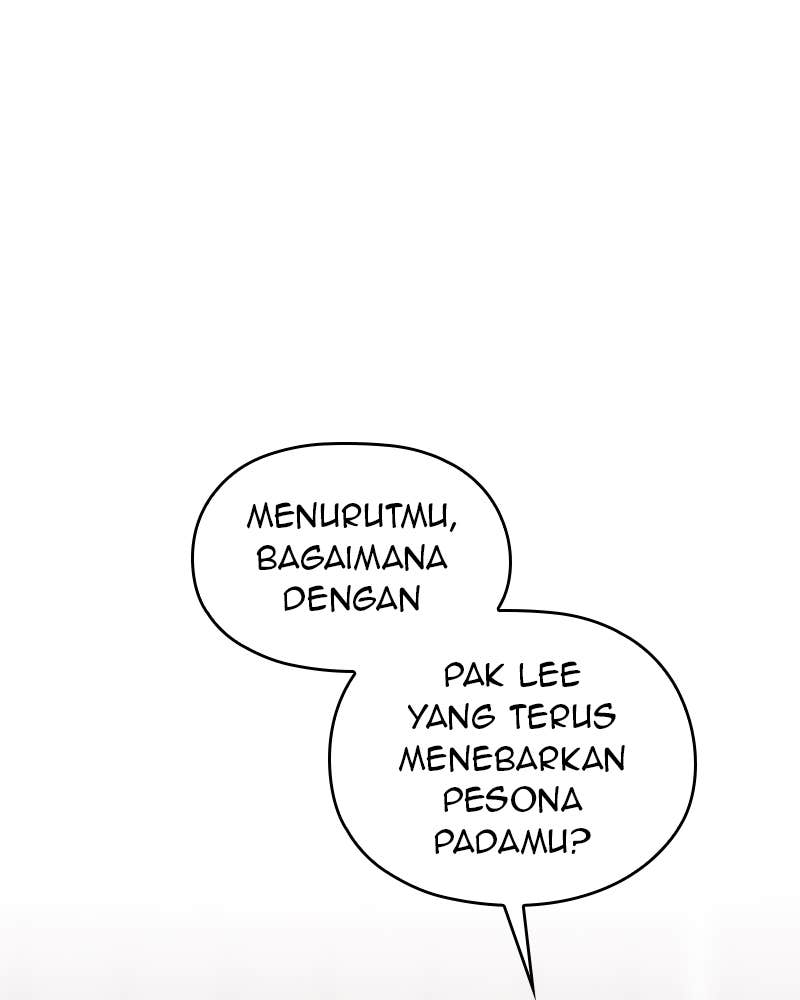 MENURUTMU,
BAGAIMANA
DENGAN
PAK LEE
YANG TERUS
MENEBARKAN
PESONA
PADAMU?